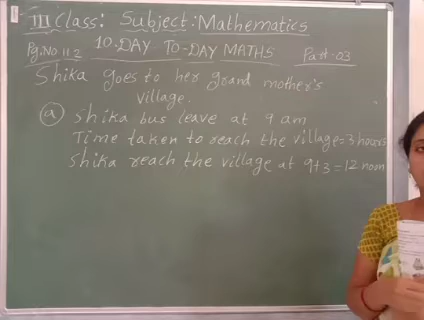 III Class: Subject: Mathematics
Pg.No 112 10. DAY TO-DAY MATHS Part-03
Shika goes to her grand mother's
village.
(a) Shika bus leave at 9 am
Time taken to reach the village=3 hours
Shika reach the village at 9+3=12 noon